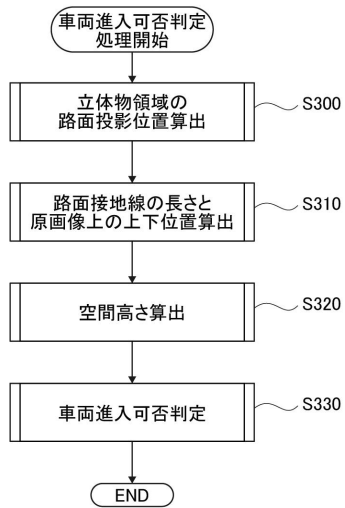 車両進入可否判定
処理開始
立体物領域の
路面投影位置算出
S300
路面接地線の長さと
原画像上の上下位置算出
S310
空間高さ算出
S320
車両進入可否判定
S330
END